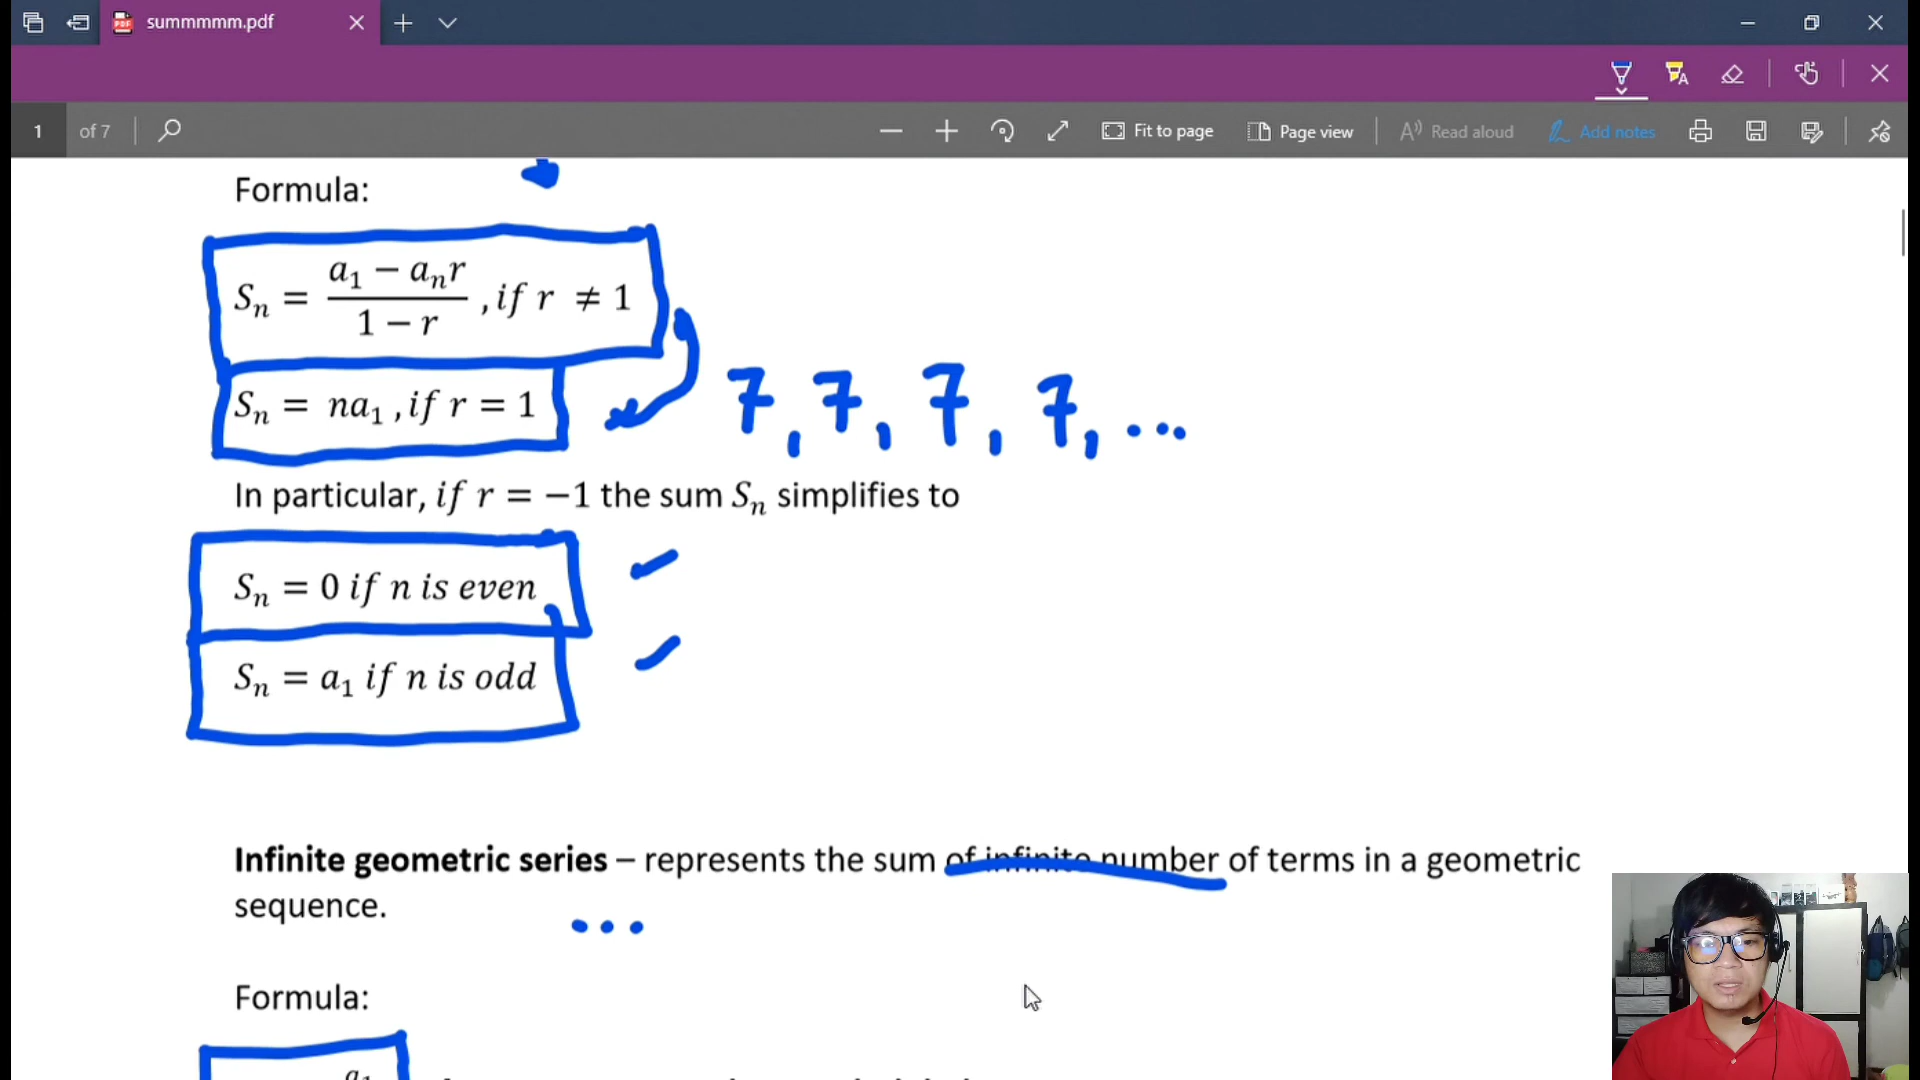 summmmm.pdf
1 of 7 Fit to page Page view Read aloud Add notes
Formula:
Sₙ = (a₁ − aₙr)/(1 − r) , if r ≠ 1
Sₙ = na₁ , if r = 1
7, 7, 7, 7, ...
In particular, if r = −1 the sum Sₙ simplifies to
Sₙ = 0 if n is even
Sₙ = a₁ if n is odd
Infinite geometric series – represents the sum of infinite number of terms in a geometric
sequence.
...
Formula:
a₁